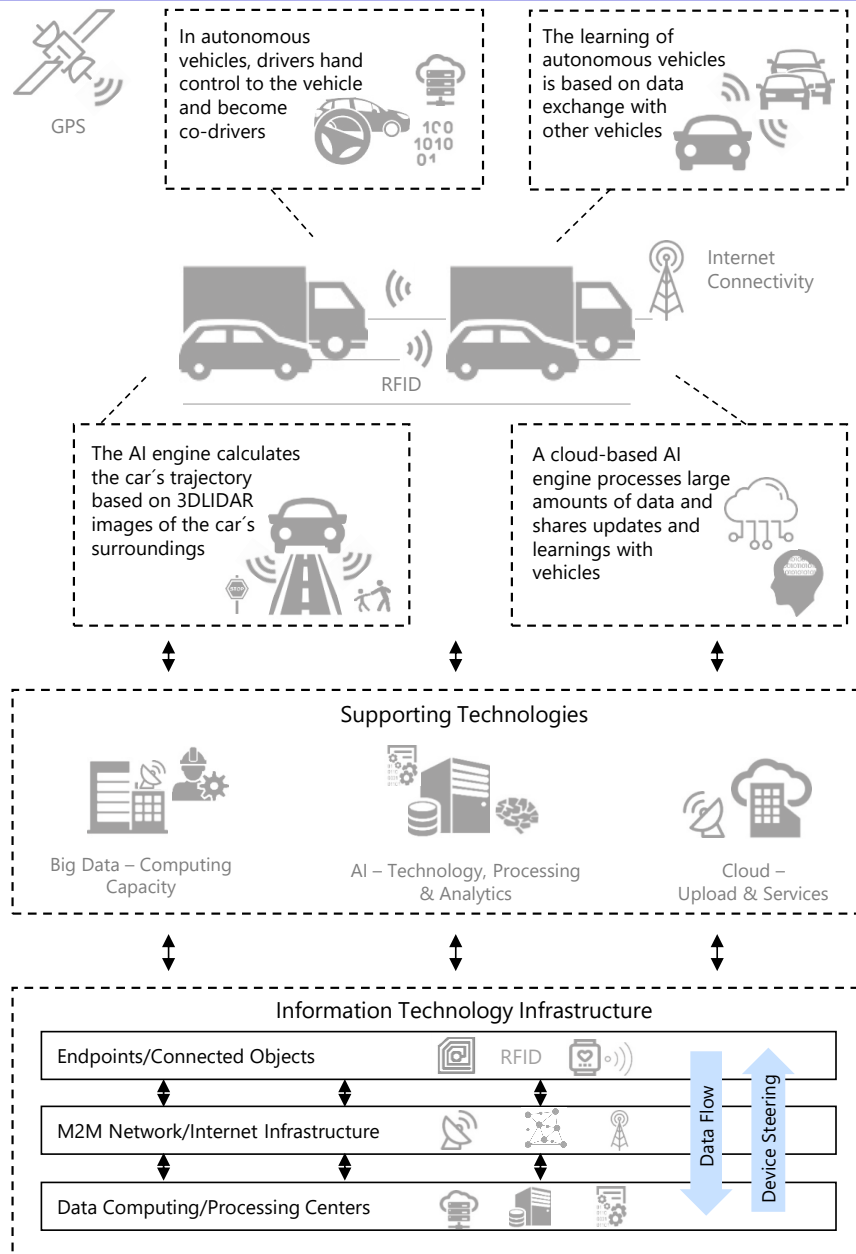 GPS
In autonomous
vehicles, drivers hand
control to the vehicle
and become
co-drivers
100
1010
01
The learning of
autonomous vehicles
is based on data
exchange with
other vehicles
Internet
Connectivity
RFID
The AI engine calculates
the car´s trajectory
based on 3DLIDAR
images of the car´s
surroundings
A cloud-based AI
engine processes large
amounts of data and
shares updates and
learnings with
vehicles
Supporting Technologies
Big Data – Computing
Capacity
AI – Technology, Processing
& Analytics
Cloud –
Upload & Services
Information Technology Infrastructure
Endpoints/Connected Objects
RFID
M2M Network/Internet Infrastructure
Data Computing/Processing Centers
Data Flow
Device Steering